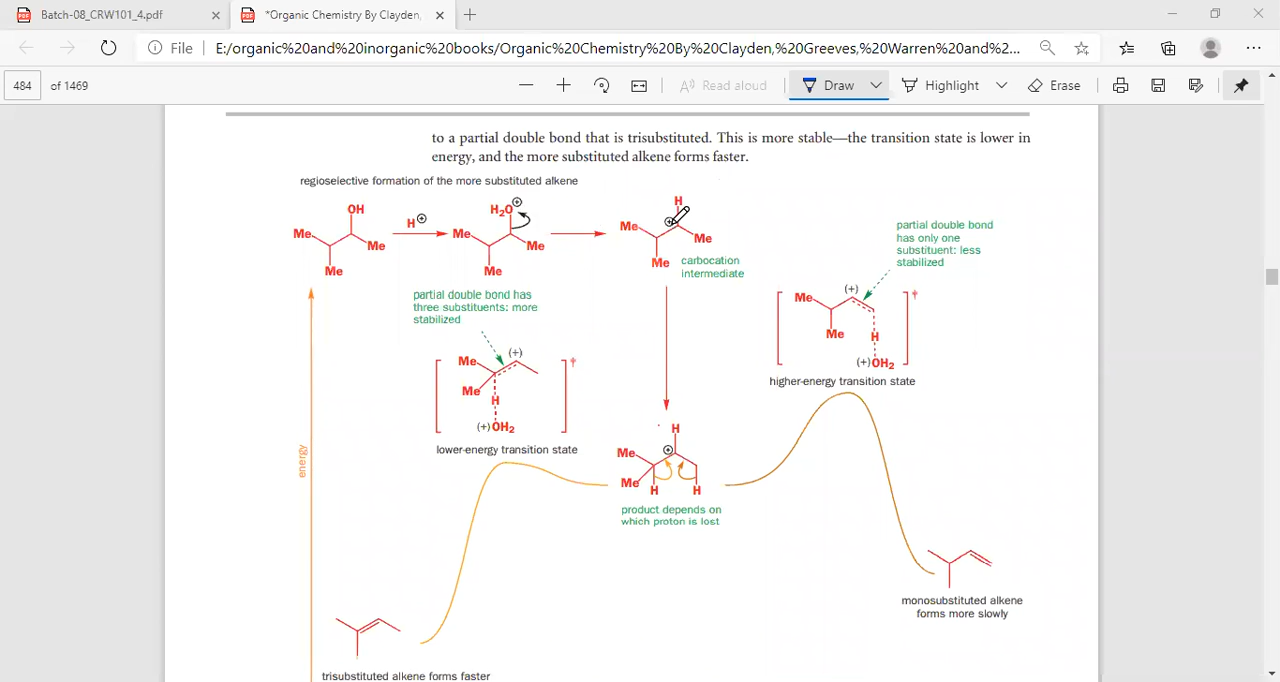 Batch-08_CRW101_4.pdf
*Organic Chemistry By Clayden,
File
E:/organic%20and%20inorganic%20books/Organic%20Chemistry%20By%20Clayden,%20Greeves,%20Warren%20and%2...
484 of 1469
Read aloud
Draw
Highlight
Erase
to a partial double bond that is trisubstituted. This is more stable—the transition state is lower in
energy, and the more substituted alkene forms faster.
regioselective formation of the more substituted alkene
OH
Me
Me
Me
H⊕
H₂O⊕
Me
Me
Me
H
⊕
Me
Me
Me
carbocation
intermediate
partial double bond
has only one
substituent: less
stabilized
partial double bond has
three substituents: more
stabilized
(+)
Me
Me
H
(+)OH₂
‡
higher-energy transition state
(+)
Me
Me
H
(+)OH₂
‡
lower-energy transition state
energy
H
⊕
Me
Me
H
H
product depends on
which proton is lost
monosubstituted alkene
forms more slowly
trisubstituted alkene forms faster